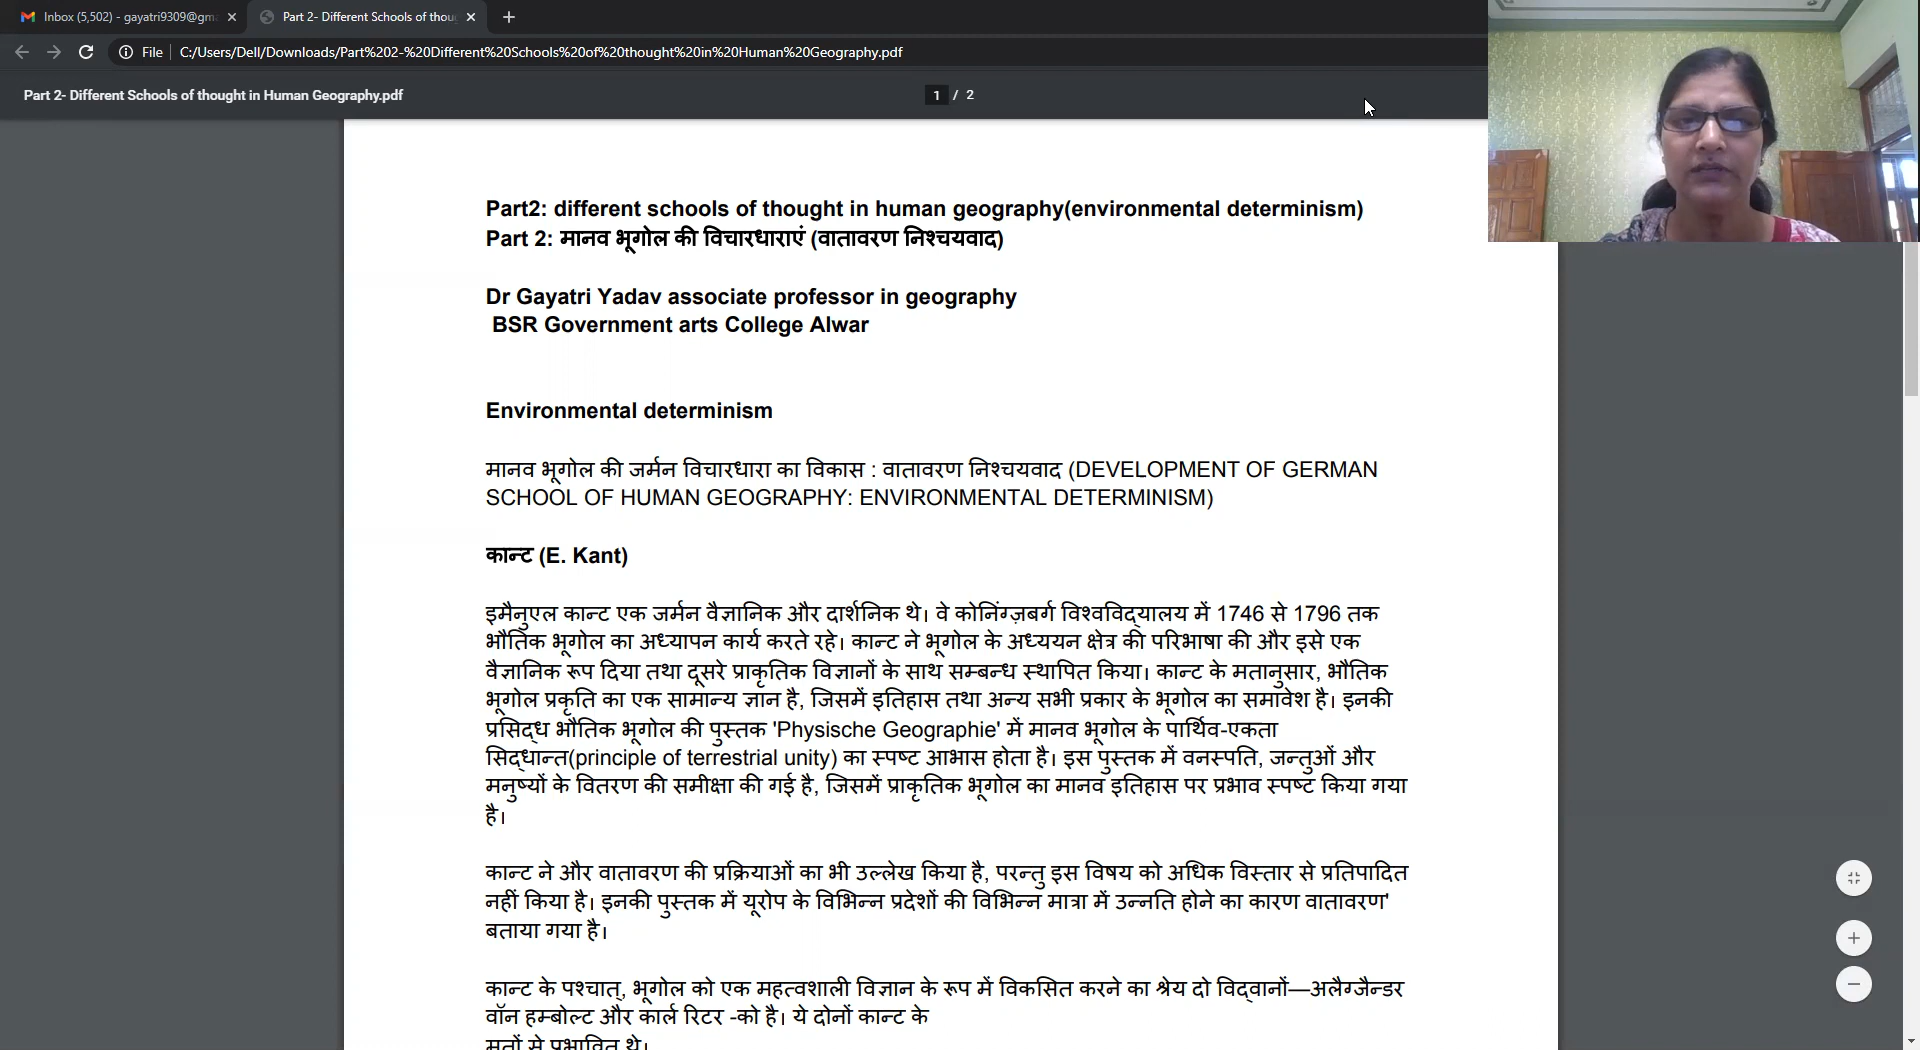 Inbox (5,502) - gayatri9309@gm
Part 2- Different Schools of thou
File C:/Users/Dell/Downloads/Part%202-%20Different%20Schools%20of%20thought%20in%20Human%20Geography.pdf
Part 2- Different Schools of thought in Human Geography.pdf
1 / 2
Part2: different schools of thought in human geography(environmental determinism)
Part 2: मानव भूगोल की विचारधाराएं (वातावरण निश्चयवाद)
Dr Gayatri Yadav associate professor in geography
BSR Government arts College Alwar
Environmental determinism
मानव भूगोल की जर्मन विचारधारा का विकास : वातावरण निश्चयवाद (DEVELOPMENT OF GERMAN
SCHOOL OF HUMAN GEOGRAPHY: ENVIRONMENTAL DETERMINISM)
कान्ट (E. Kant)
इमैनुएल कान्ट एक जर्मन वैज्ञानिक और दार्शनिक थे। वे कोनिंग्ज़बर्ग विश्वविद्यालय में 1746 से 1796 तक
भौतिक भूगोल का अध्यापन कार्य करते रहे। कान्ट ने भूगोल के अध्ययन क्षेत्र की परिभाषा की और इसे एक
वैज्ञानिक रूप दिया तथा दूसरे प्राकृतिक विज्ञानों के साथ सम्बन्ध स्थापित किया। कान्ट के मतानुसार, भौतिक
भूगोल प्रकृति का एक सामान्य ज्ञान है, जिसमें इतिहास तथा अन्य सभी प्रकार के भूगोल का समावेश है। इनकी
प्रसिद्ध भौतिक भूगोल की पुस्तक 'Physische Geographie' में मानव भूगोल के पार्थिव-एकता
सिद्धान्त(principle of terrestrial unity) का स्पष्ट आभास होता है। इस पुस्तक में वनस्पति, जन्तुओं और
मनुष्यों के वितरण की समीक्षा की गई है, जिसमें प्राकृतिक भूगोल का मानव इतिहास पर प्रभाव स्पष्ट किया गया
है।
कान्ट ने और वातावरण की प्रक्रियाओं का भी उल्लेख किया है, परन्तु इस विषय को अधिक विस्तार से प्रतिपादित
नहीं किया है। इनकी पुस्तक में यूरोप के विभिन्न प्रदेशों की विभिन्न मात्रा में उन्नति होने का कारण वातावरण'
बताया गया है।
कान्ट के पश्चात्, भूगोल को एक महत्वशाली विज्ञान के रूप में विकसित करने का श्रेय दो विद्वानों—अलैग्जैन्डर
वॉन हम्बोल्ट और कार्ल रिटर -को है। ये दोनों कान्ट के
मतों से प्रभावित थे।